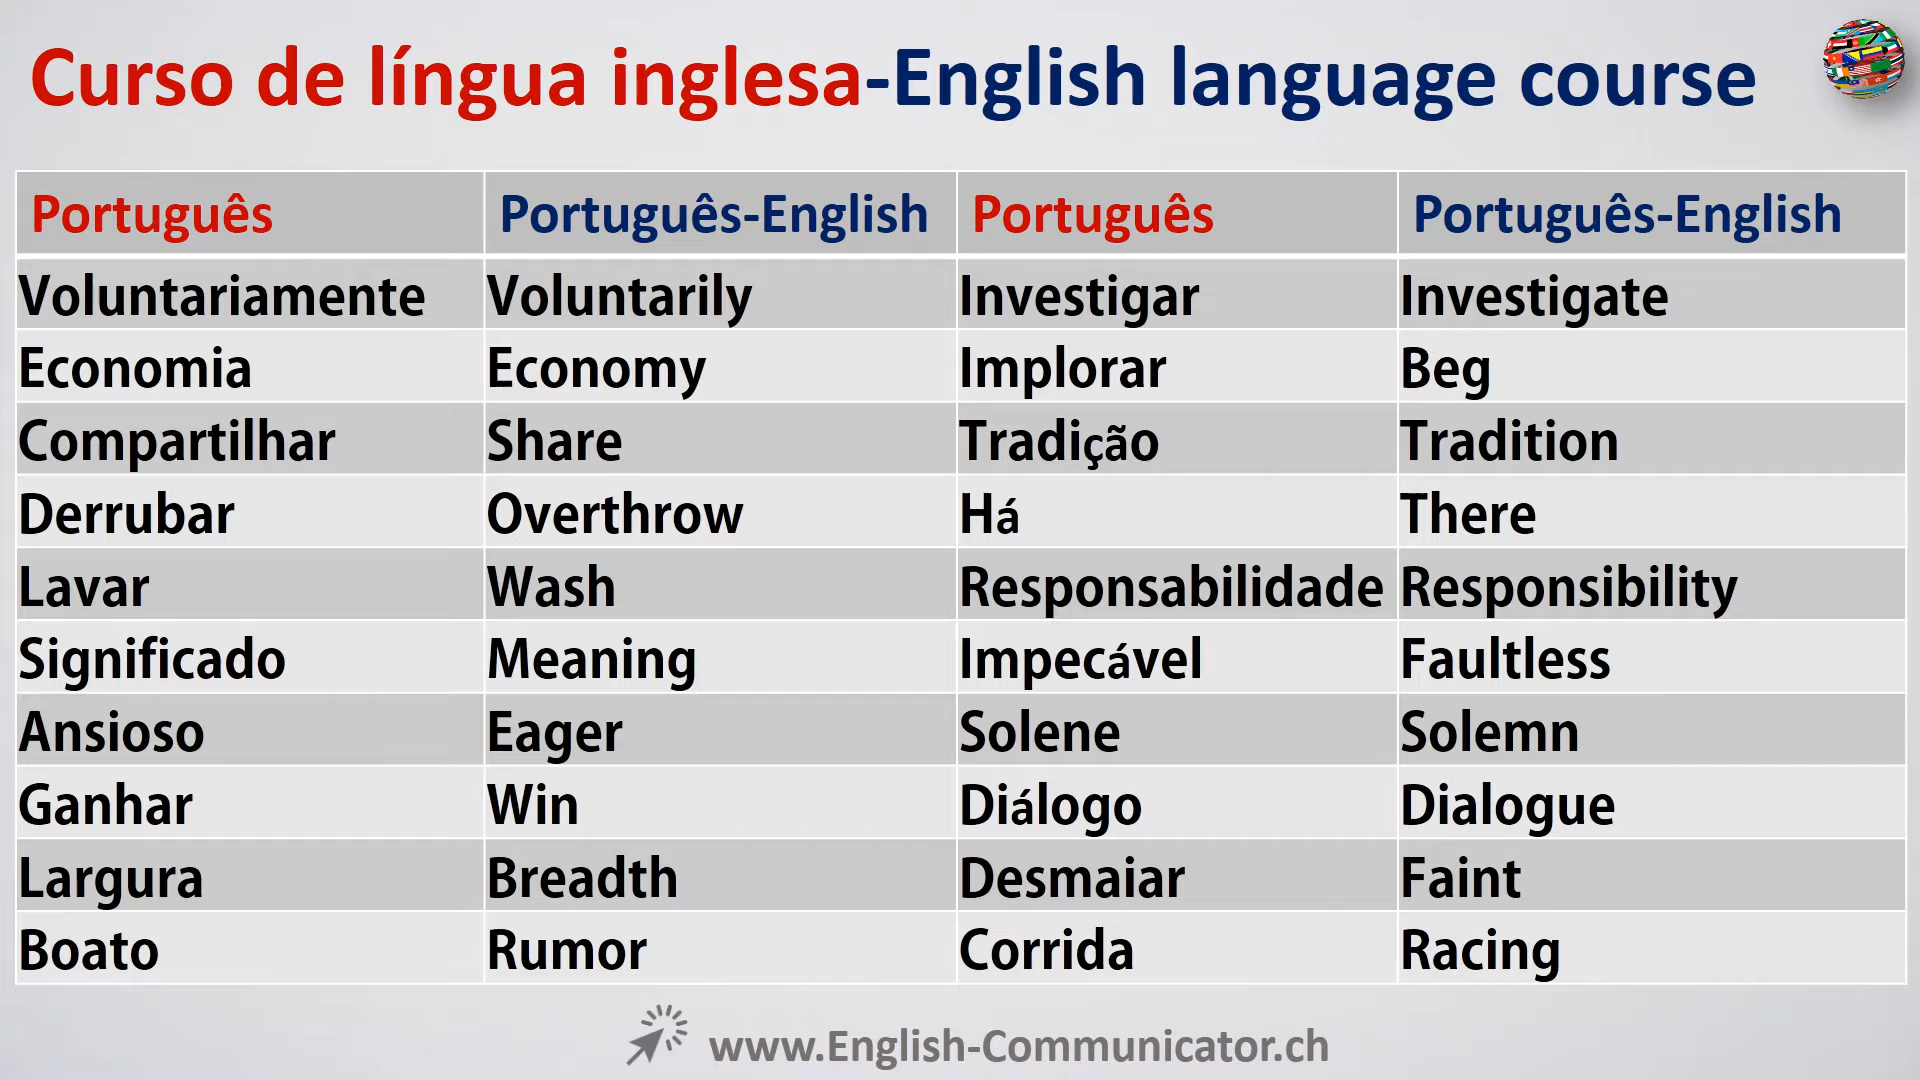 Curso de língua inglesa-English language course
Português Português-English Português Português-English
Voluntariamente Voluntarily Investigar Investigate
Economia Economy Implorar Beg
Compartilhar Share Tradição Tradition
Derrubar Overthrow Há There
Lavar Wash Responsabilidade Responsibility
Significado Meaning Impecável Faultless
Ansioso Eager Solene Solemn
Ganhar Win Diálogo Dialogue
Largura Breadth Desmaiar Faint
Boato Rumor Corrida Racing
www.English-Communicator.ch